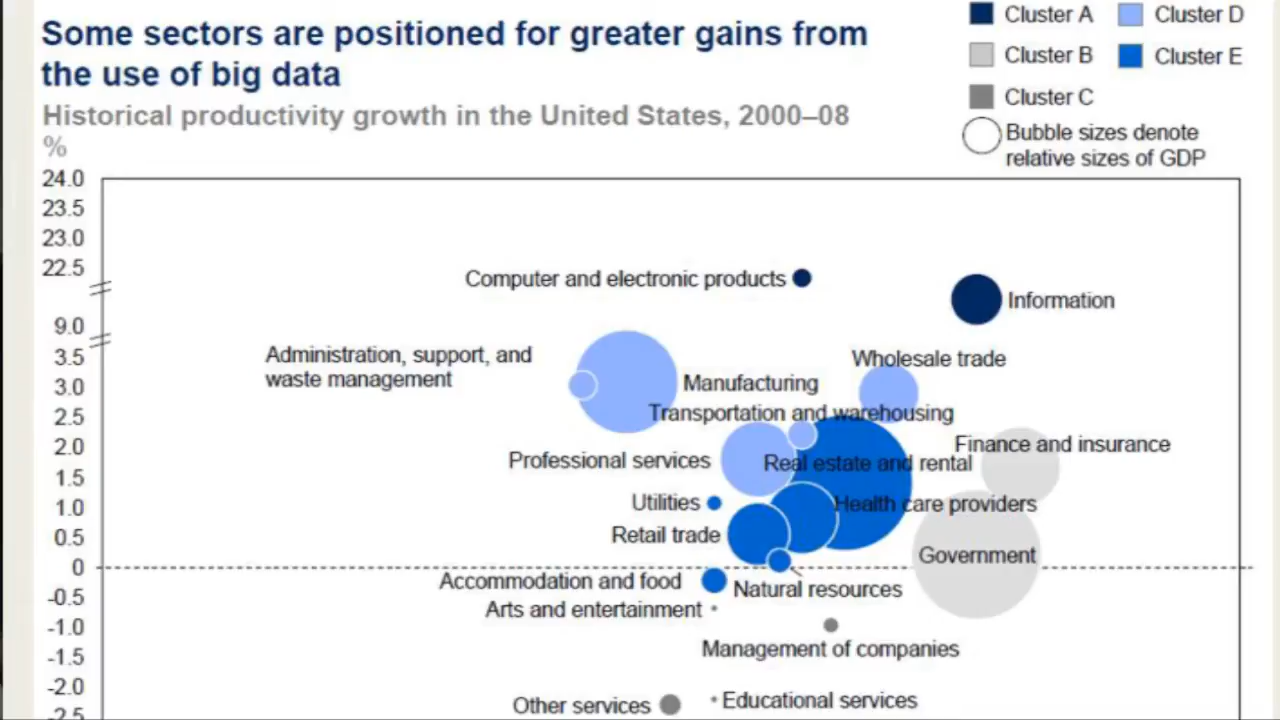 Some sectors are positioned for greater gains from
the use of big data
Historical productivity growth in the United States, 2000–08
%
Cluster A
Cluster D
Cluster B
Cluster E
Cluster C
Bubble sizes denote
relative sizes of GDP
24.0
23.5
23.0
22.5
9.0
3.5
3.0
2.5
2.0
1.5
1.0
0.5
0
-0.5
-1.0
-1.5
-2.0
-2.5
Computer and electronic products
Information
Administration, support, and
waste management
Manufacturing
Wholesale trade
Transportation and warehousing
Professional services
Real estate and rental
Finance and insurance
Utilities
Health care providers
Retail trade
Government
Accommodation and food
Natural resources
Arts and entertainment
Management of companies
Other services
Educational services